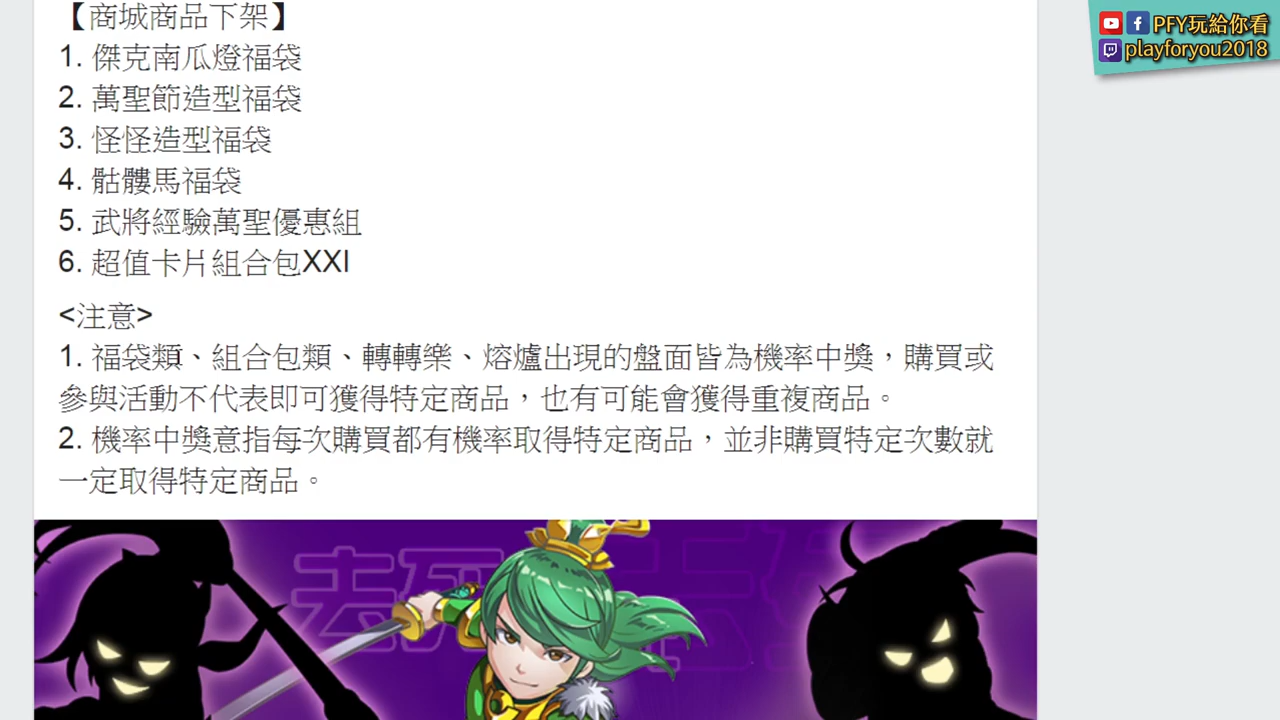 【商城商品下架】
1. 傑克南瓜燈福袋
2. 萬聖節造型福袋
3. 怪怪造型福袋
4. 骷髏馬福袋
5. 武將經驗萬聖優惠組
6. 超值卡片組合包XXI
<注意>
1. 福袋類、組合包類、轉轉樂、熔爐出現的盤面皆為機率中獎，購買或
參與活動不代表即可獲得特定商品，也有可能會獲得重複商品。
2. 機率中獎意指每次購買都有機率取得特定商品，並非購買特定次數就
一定取得特定商品。
PFY玩給你看
playforyou2018
去死
去死